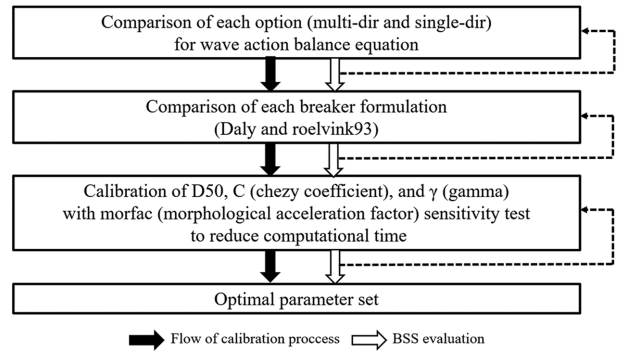 Comparison of each option (multi-dir and single-dir)
for wave action balance equation
Comparison of each breaker formulation
(Daly and roelvink93)
Calibration of D50, C (chezy coefficient), and γ (gamma)
with morfac (morphological acceleration factor) sensitivity test
to reduce computational time
Optimal parameter set
Flow of calibration proccess
BSS evaluation